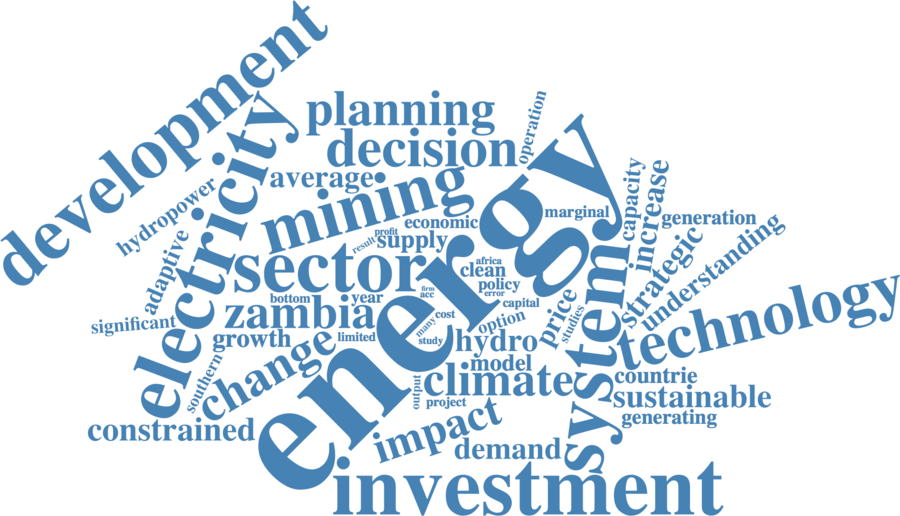 development
electricity
planning
operation
decision
energy
average
mining
hydropower
adaptive
economic
marginal
capacity
increase
generation
profit
result
supply
sector
strategic
understanding
africa
clean
policy
error
firm
acc
capital
bottom
year
zambia
significant
many
cost
option
price
studies
system
technology
growth
limited
study
hydro
model
change
southern
climate
output
project
countrie
sustainable
generating
constrained
impact
demand
investment